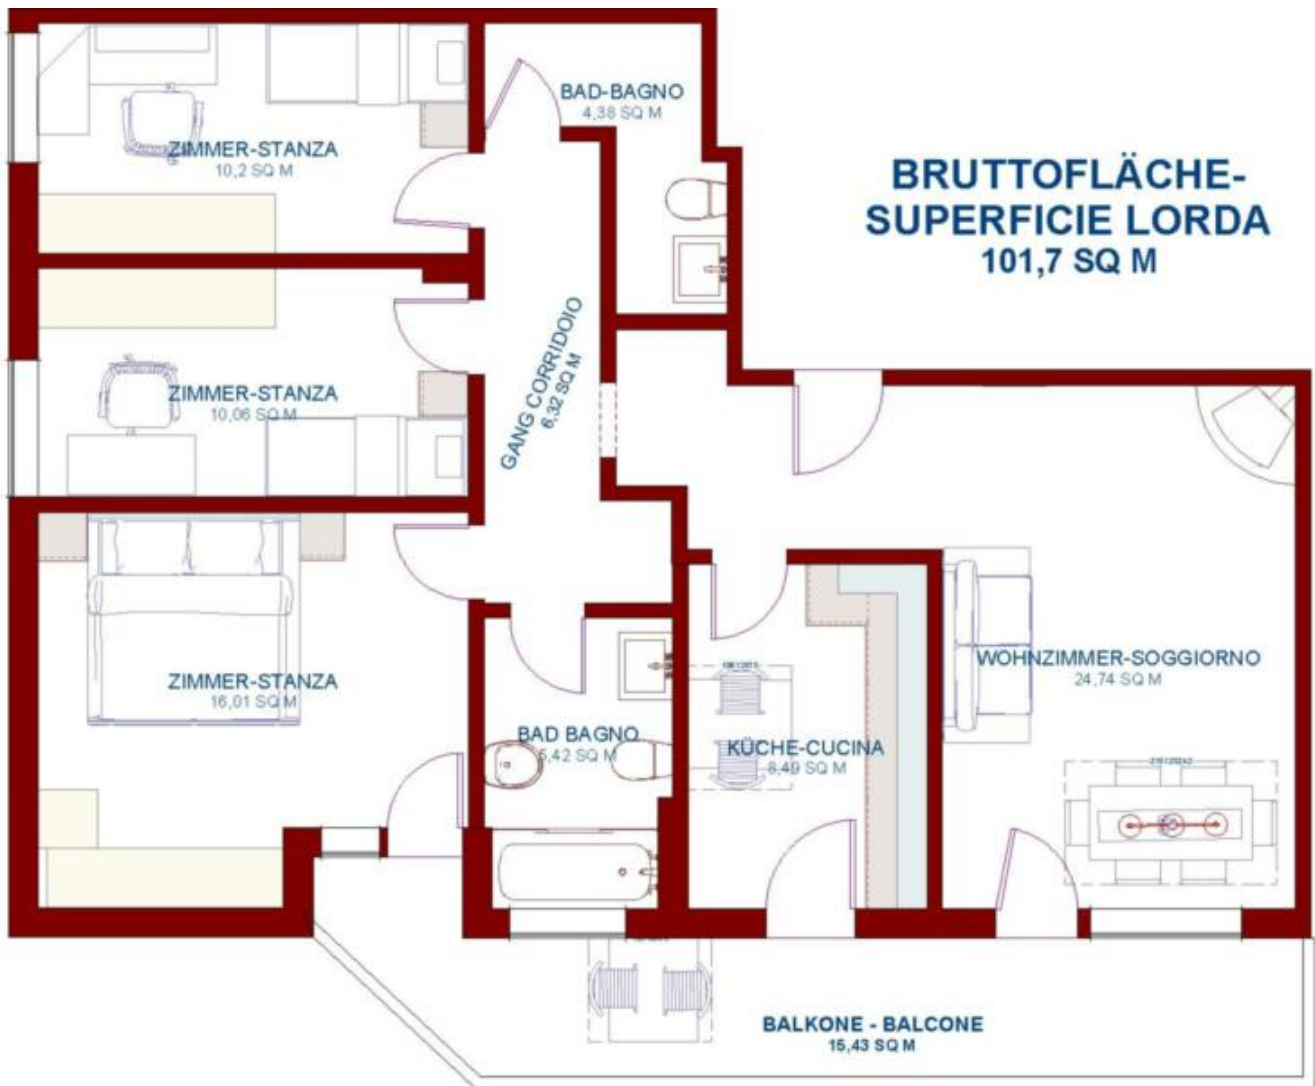 BAD-BAGNO
4,38 SQ M
ZIMMER-STANZA
10,2 SQ M
BRUTTOFLÄCHE-
SUPERFICIE LORDA
101,7 SQ M
GANG CORRIDOIO
6,32 SQ M
ZIMMER-STANZA
10,06 SQ M
ZIMMER-STANZA
16,01 SQ M
WOHNZIMMER-SOGGIORNO
24,74 SQ M
BAD BAGNO
5,42 SQ M
KÜCHE-CUCINA
8,49 SQ M
BALKONE - BALCONE
15,43 SQ M